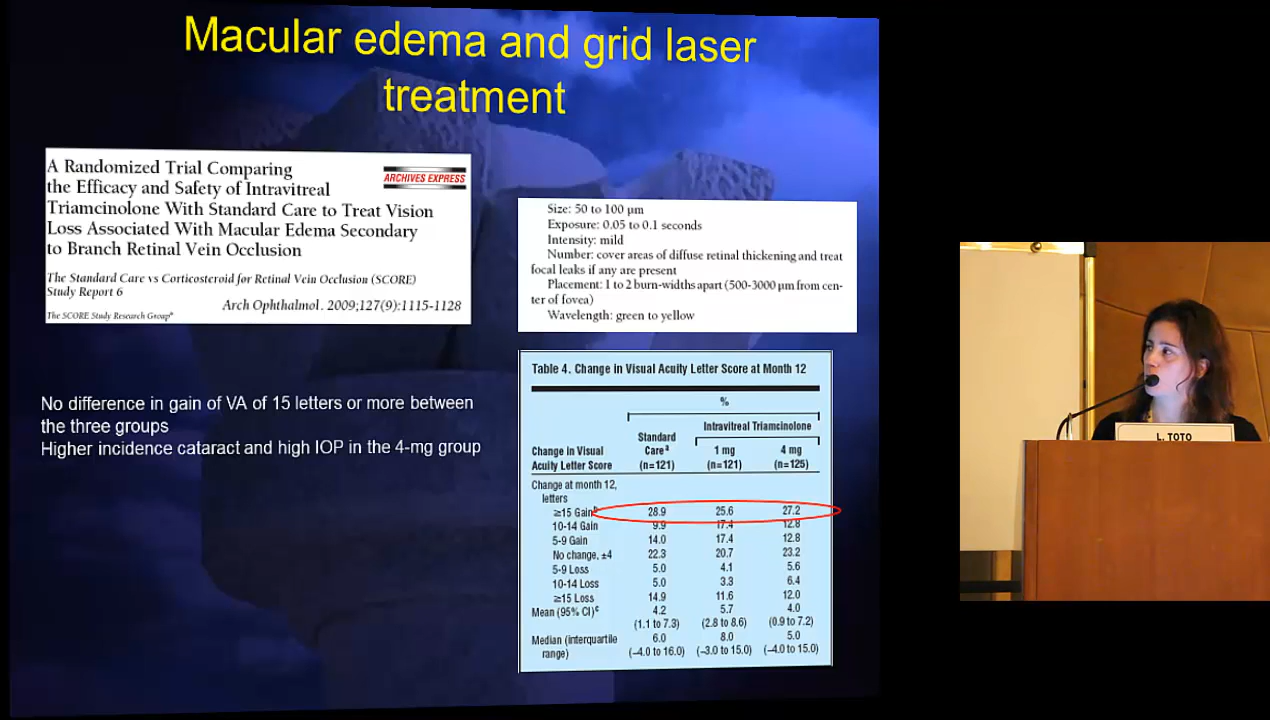 Macular edema and grid laser
treatment
A Randomized Trial Comparing
the Efficacy and Safety of Intravitreal
Triamcinolone With Standard Care to Treat Vision
Loss Associated With Macular Edema Secondary
to Branch Retinal Vein Occlusion
ARCHIVES EXPRESS
The Standard Care vs Corticosteroid for Retinal Vein Occlusion (SCORE)
Study Report 6
Arch Ophthalmol. 2009;127(9):1115-1128
The SCORE Study Research Group*
Size: 50 to 100 μm
Exposure: 0.05 to 0.1 seconds
Intensity: mild
Number: cover areas of diffuse retinal thickening and treat
focal leaks if any are present
Placement: 1 to 2 burn-widths apart (500-3000 μm from cen-
ter of fovea)
Wavelength: green to yellow
No difference in gain of VA of 15 letters or more between
the three groups
Higher incidence cataract and high IOP in the 4-mg group
Table 4. Change in Visual Acuity Letter Score at Month 12
%
Intravitreal Triamcinolone
Change in Visual
Acuity Letter Score
Standard
Care a
(n=121)
1 mg
(n=121)
4 mg
(n=125)
Change at month 12,
letters
≥15 Gain b 28.9 25.6 27.2
10-14 Gain 9.9 17.4 12.8
5-9 Gain 14.0 17.4 12.8
No change, ±4 22.3 20.7 23.2
5-9 Loss 5.0 4.1 5.6
10-14 Loss 5.0 3.3 6.4
≥15 Loss 14.9 11.6 12.0
Mean (95% CI) c 4.2 5.7 4.0
(1.1 to 7.3) (2.8 to 8.6) (0.9 to 7.2)
Median (interquartile 6.0 8.0 5.0
range) (–4.0 to 16.0) (–3.0 to 15.0) (–4.0 to 15.0)
L. TOTO